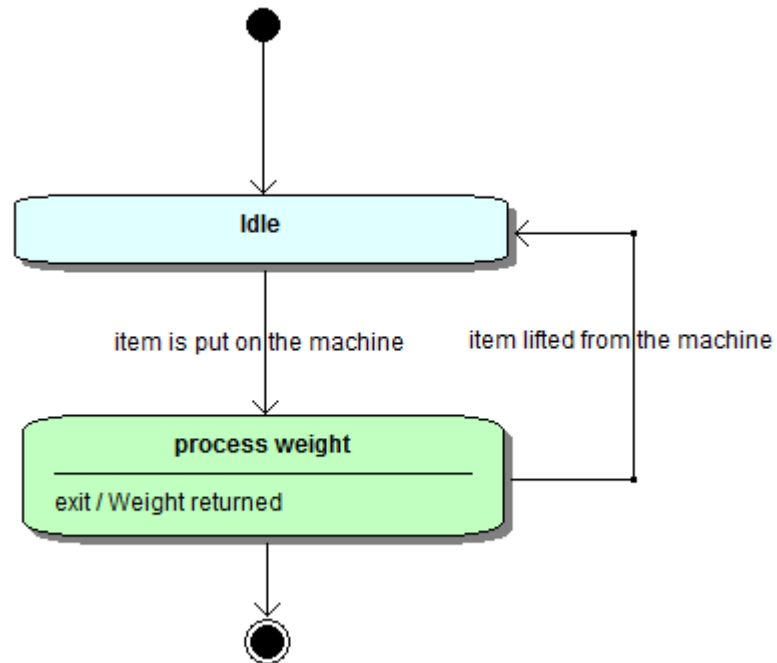 Idle
item is put on the machine
item lifted from the machine
process weight
exit / Weight returned